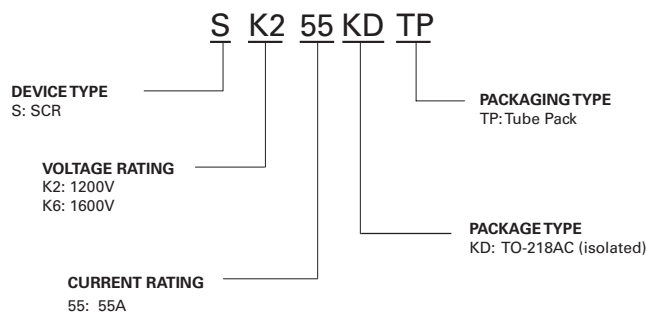 S K2 55 KD TP
DEVICE TYPE
S: SCR
PACKAGING TYPE
TP: Tube Pack
VOLTAGE RATING
K2: 1200V
K6: 1600V
PACKAGE TYPE
KD: TO-218AC (isolated)
CURRENT RATING
55: 55A